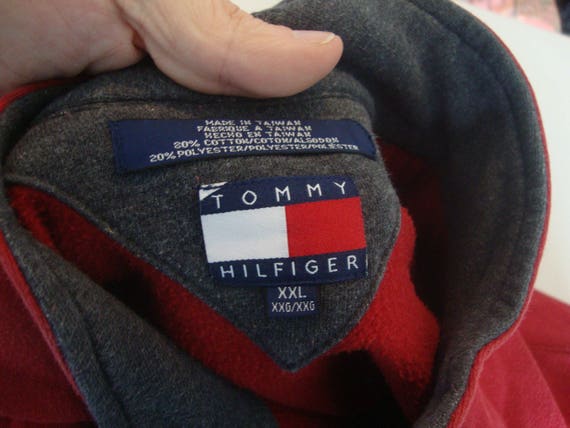 MADE IN TAIWAN
FABRIQUE A TAIWAN
HECHO EN TAIWAN
80% COTTON/COTON/ALGODON
20% POLYESTER/POLYESTER/POLIESTER
TOMMY
HILFIGER
XXL
XXG/XXG